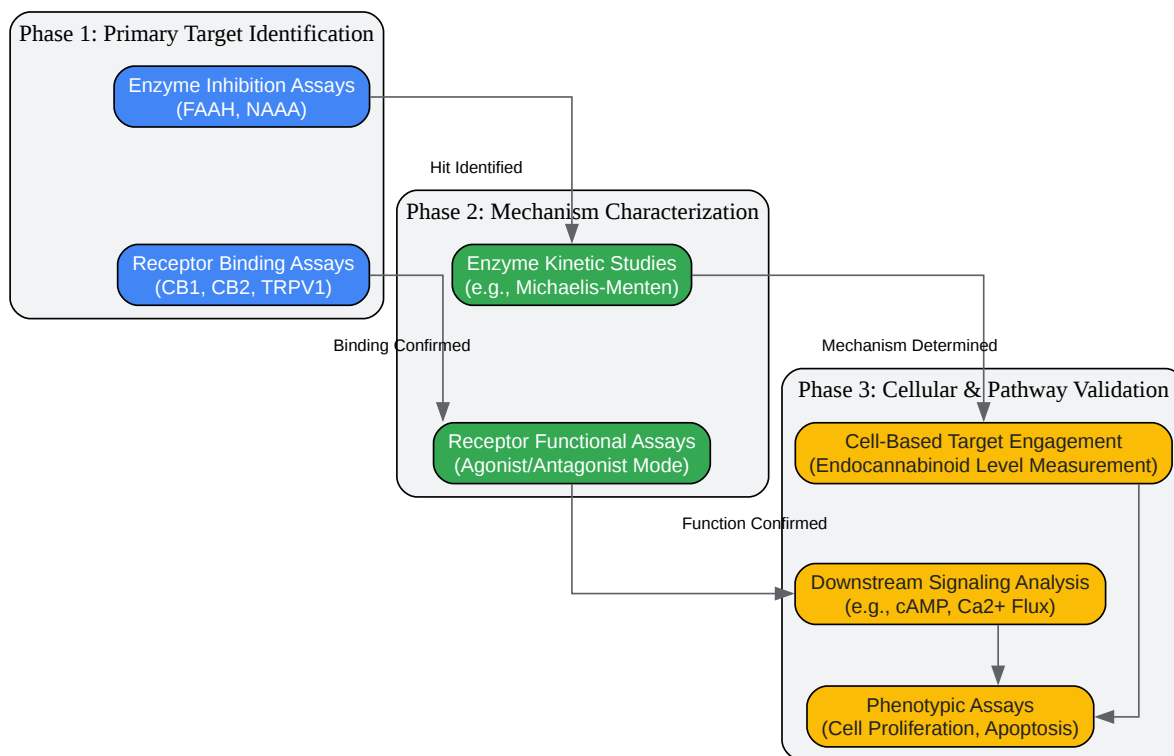 Phase 1: Primary Target Identification
Enzyme Inhibition Assays
(FAAH, NAAA)
Hit Identified
Receptor Binding Assays
(CB1, CB2, TRPV1)
Binding Confirmed
Phase 2: Mechanism Characterization
Enzyme Kinetic Studies
(e.g., Michaelis-Menten)
Mechanism Determined
Receptor Functional Assays
(Agonist/Antagonist Mode)
Function Confirmed
Phase 3: Cellular & Pathway Validation
Cell-Based Target Engagement
(Endocannabinoid Level Measurement)
Downstream Signaling Analysis
(e.g., cAMP, Ca2+ Flux)
Phenotypic Assays
(Cell Proliferation, Apoptosis)